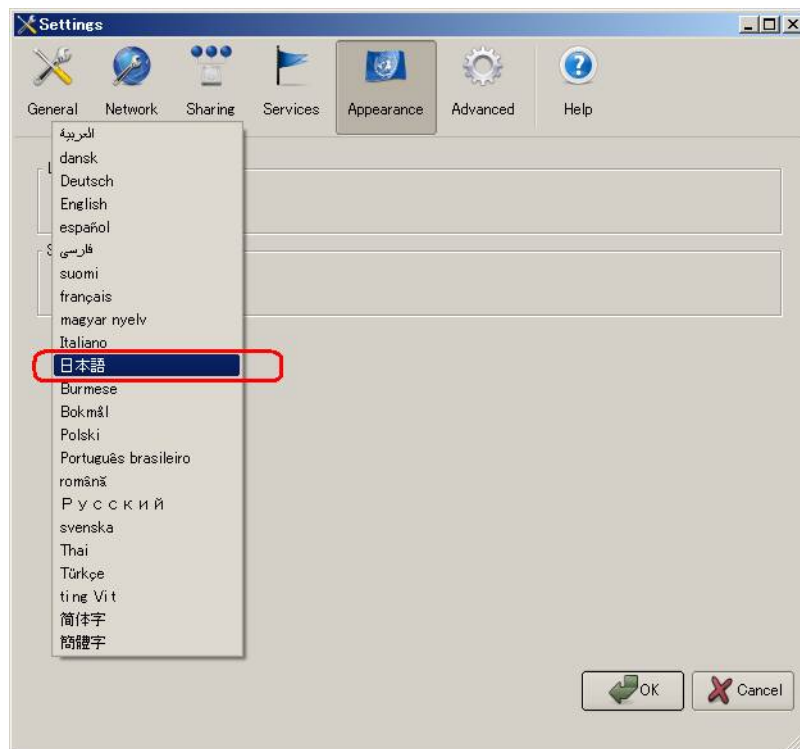 Settings
General Network Sharing Services Appearance Advanced Help
العربية
dansk
Deutsch
English
español
فارسی
suomi
français
magyar nyelv
Italiano
日本語
Burmese
Bokmål
Polski
Português brasileiro
română
Русский
svenska
Thai
Türkçe
ting Vit
简体字
簡體字
OK Cancel